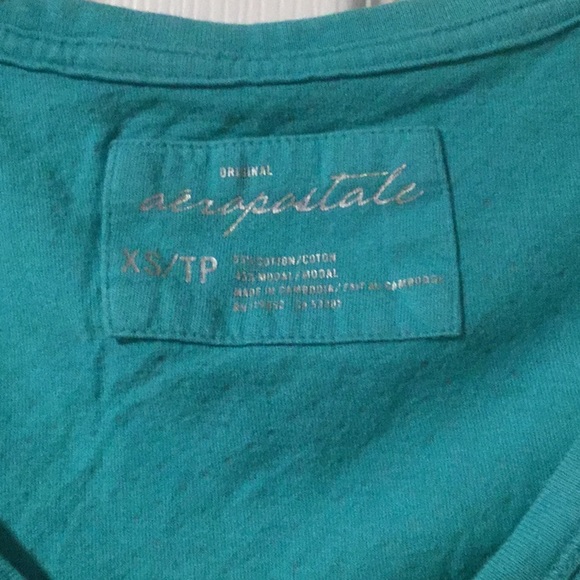 ORIGINAL
aeropostale
XS/TP
COTTON/COTON
MODAL/MODAL
MADE IN CAMBODIA/FAIT AU CAMBODGE